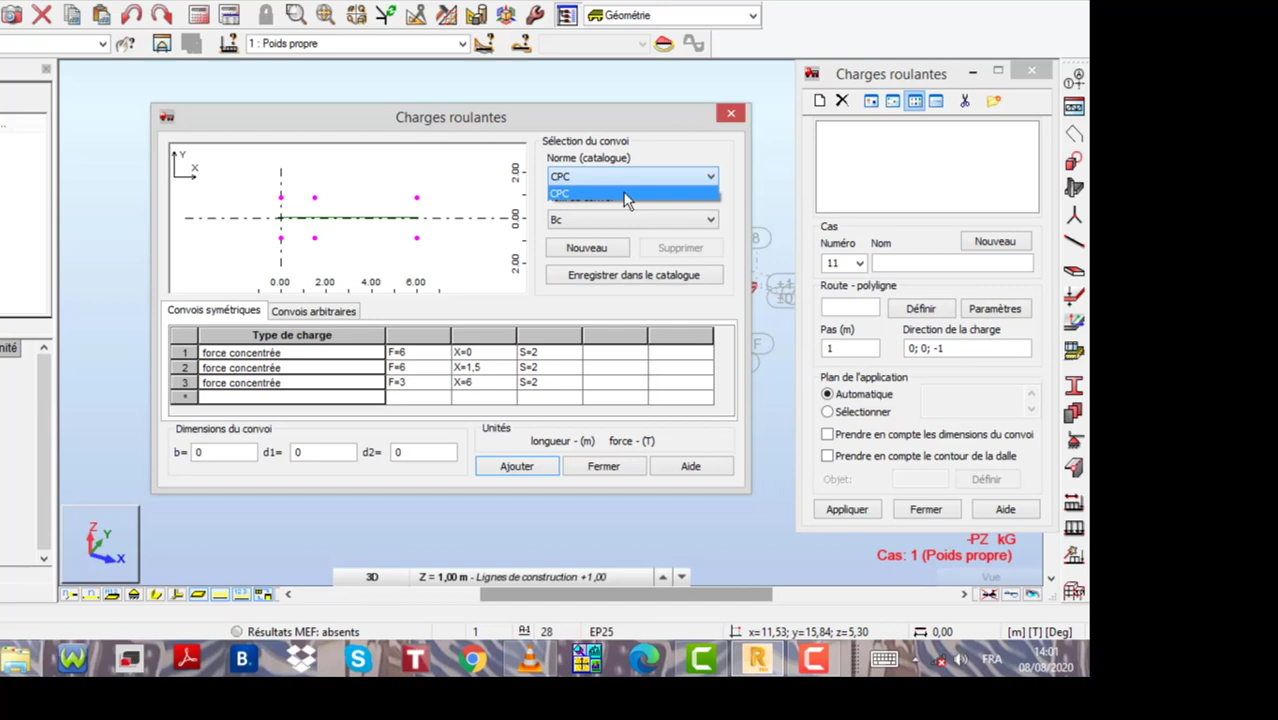 Géométrie
1 : Poids propre
Charges roulantes
Charges roulantes
Sélection du convoi
Norme (catalogue)
CPC
CPC
Bc
Nouveau
Supprimer
Enregistrer dans le catalogue
Y
X
2.00
0.00
2.00
0.00
2.00
4.00
6.00
Convois symétriques
Convois arbitraires
Type de charge
1 force concentrée F=6 X=0 S=2
2 force concentrée F=6 X=1,5 S=2
3 force concentrée F=3 X=6 S=2
*
Dimensions du convoi
b= 0 d1= 0 d2= 0
Unités
longueur - (m) force - (T)
Ajouter
Fermer
Aide
Cas
Numéro
Nom
Nouveau
11
Route - polyligne
Définir
Paramètres
Pas (m)
Direction de la charge
1
0; 0; -1
Plan de l'application
Automatique
Sélectionner
Prendre en compte les dimensions du convoi
Prendre en compte le contour de la dalle
Objet:
Définir
Appliquer
Fermer
Aide
nité
8
F
Z
Y
X
-PZ kG
Cas: 1 (Poids propre)
Vue
3D
Z = 1,00 m - Lignes de construction +1,00
Résultats MEF: absents
1
28
EP25
x=11,53; y=15,84; z=5,30
0,00
[m] [T] [Deg]
FRA
14:01
08/08/2020